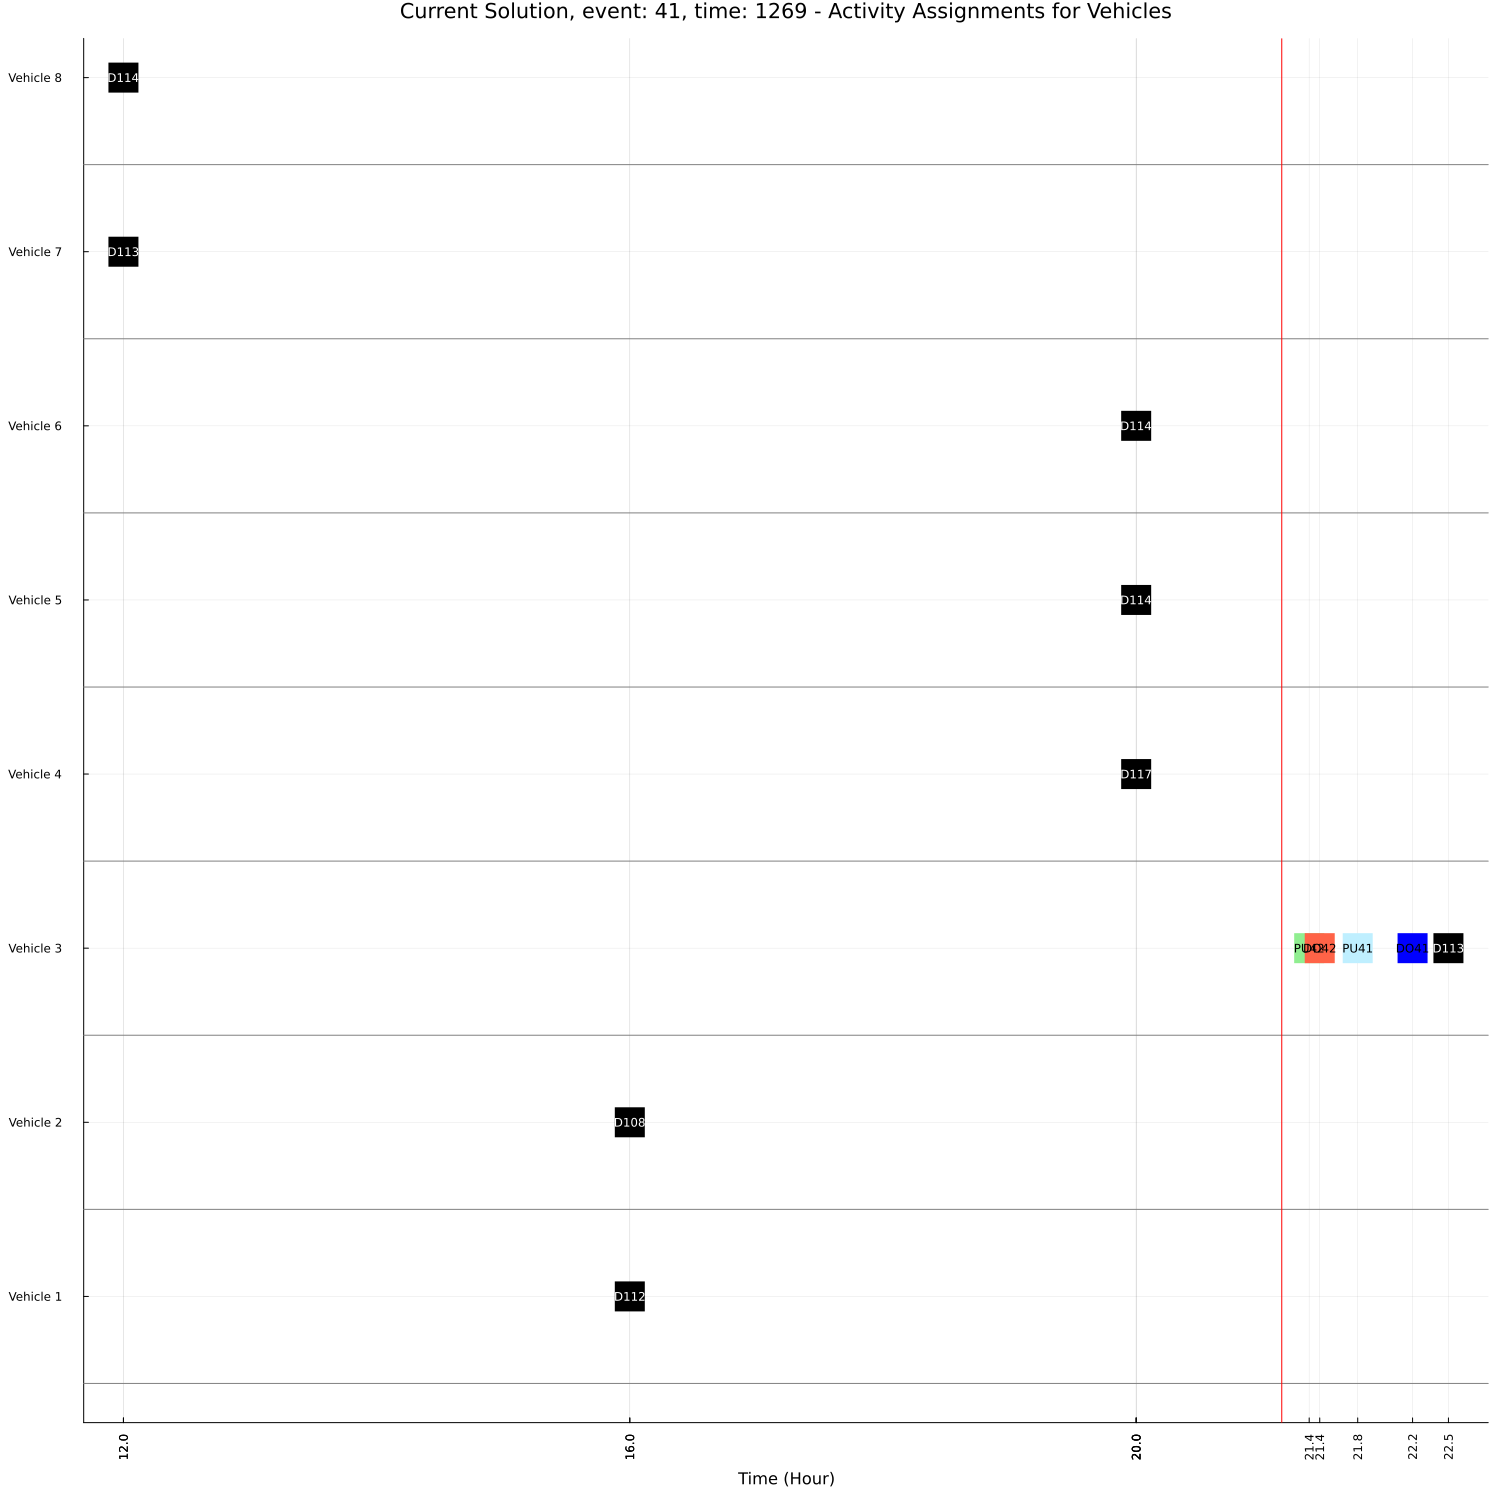 Current Solution, event: 41, time: 1269 - Activity Assignments for Vehicles
Vehicle 8
D114
Vehicle 7
D113
Vehicle 6
D114
Vehicle 5
D114
Vehicle 4
D117
Vehicle 3
PU42 DO42 PU41 DO41 D113
Vehicle 2
D108
Vehicle 1
D112
12.0 16.0 20.0 21.4 21.4 21.8 22.2 22.5
Time (Hour)